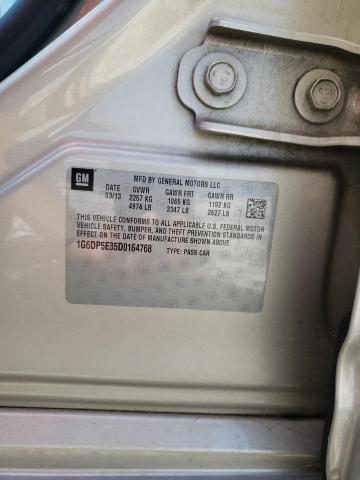 GM
MFD BY GENERAL MOTORS LLC
DATE GVWR GAWR FRT GAWR RR
03/13 2257 KG 1065 KG 1192 KG
4976 LB 2347 LB 2627 LB
THIS VEHICLE CONFORMS TO ALL APPLICABLE U.S. FEDERAL MOTOR
VEHICLE SAFETY, BUMPER, AND THEFT PREVENTION STANDARDS IN
EFFECT ON THE DATE OF MANUFACTURE SHOWN ABOVE.
1G6DP5E35D0164768 TYPE: PASS CAR